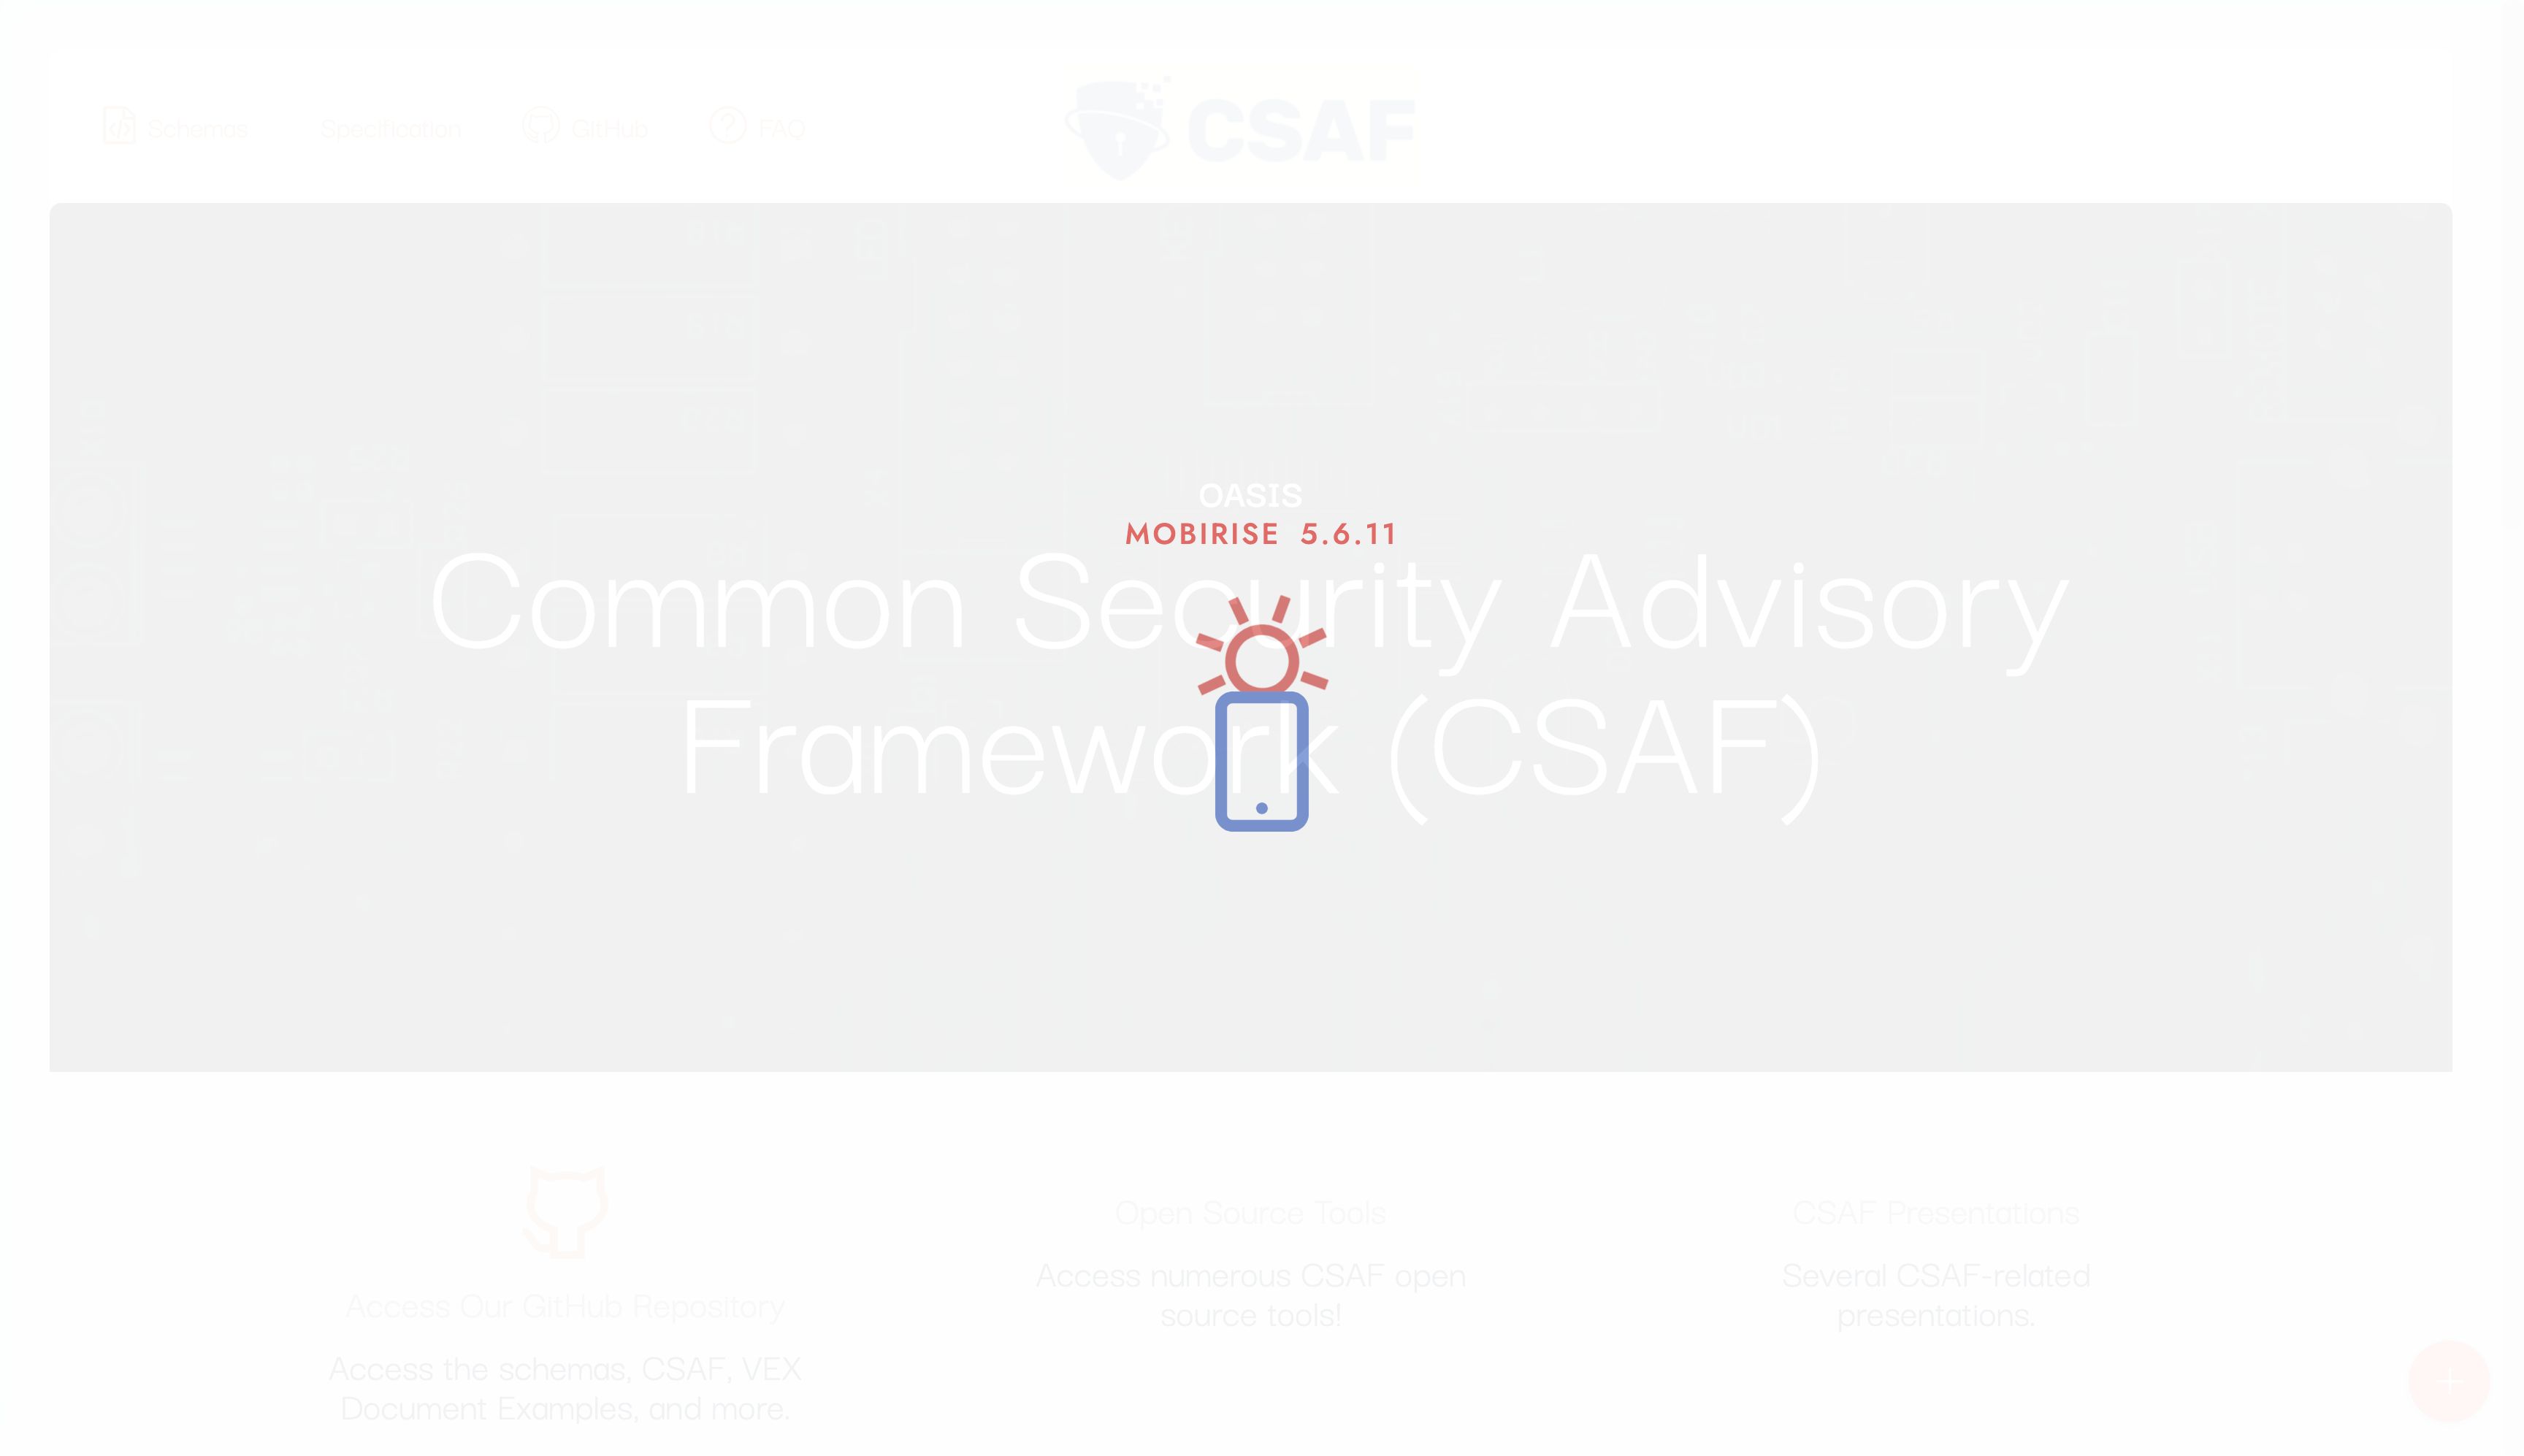 Schemas Specification GitHub FAQ
CSAF
OASIS
MOBIRISE 5.6.11
Common Security Advisory
Framework (CSAF)
Access Our GitHub Repository
Access the schemas, CSAF, VEX
Document Examples, and more.
Open Source Tools
Access numerous CSAF open
source tools!
CSAF Presentations
Several CSAF-related
presentations.